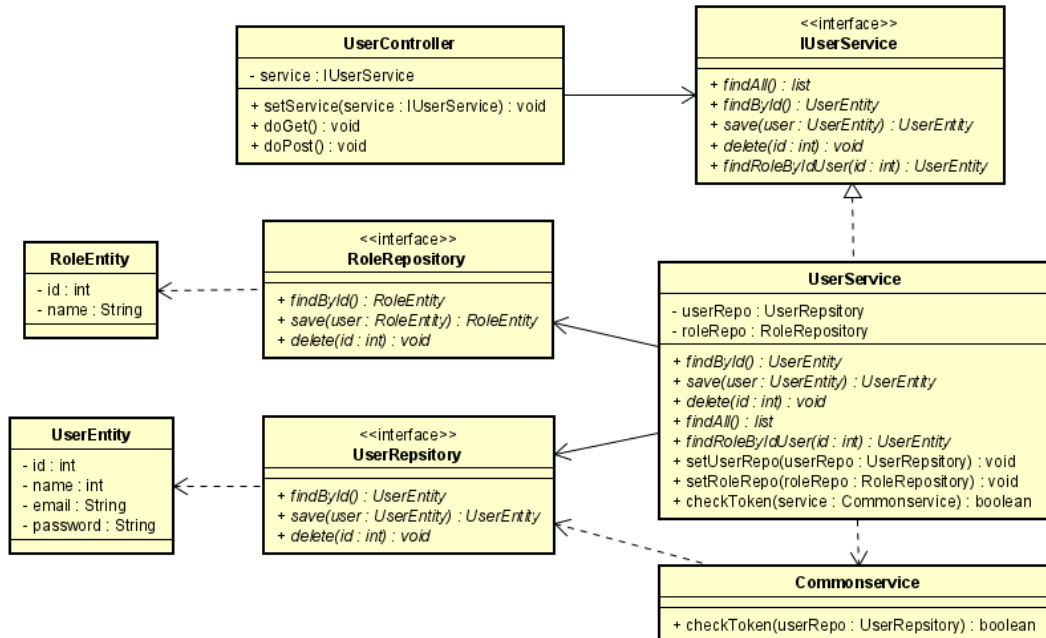 UserController
- service : IUserService
+ setService(service : IUserService) : void
+ doGet() : void
+ doPost() : void
<<interface>>
IUserService
+ findAll() : list
+ findById() : UserEntity
+ save(user : UserEntity) : UserEntity
+ delete(id : int) : void
+ findRoleByIdUser(id : int) : UserEntity
RoleEntity
- id : int
- name : String
<<interface>>
RoleRepository
+ findById() : RoleEntity
+ save(user : RoleEntity) : RoleEntity
+ delete(id : int) : void
UserService
- userRepo : UserRepsitory
- roleRepo : RoleRepository
+ findById() : UserEntity
+ save(user : UserEntity) : UserEntity
+ delete(id : int) : void
+ findAll() : list
+ findRoleByIdUser(id : int) : UserEntity
+ setUserRepo(userRepo : UserRepsitory) : void
+ setRoleRepo(roleRepo : RoleRepository) : void
+ checkToken(service : Commonservice) : boolean
UserEntity
- id : int
- name : int
- email : String
- password : String
<<interface>>
UserRepsitory
+ findById() : UserEntity
+ save(user : UserEntity) : UserEntity
+ delete(id : int) : void
Commonservice
+ checkToken(userRepo : UserRepsitory) : boolean